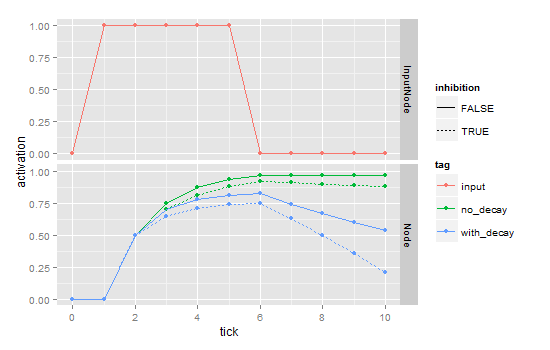 1.00
0.75
0.50
0.25
0.00
InputNode
1.00
0.75
0.50
0.25
0.00
Node
activation
0 2 4 6 8 10
tick
inhibition
FALSE
TRUE
tag
input
no_decay
with_decay